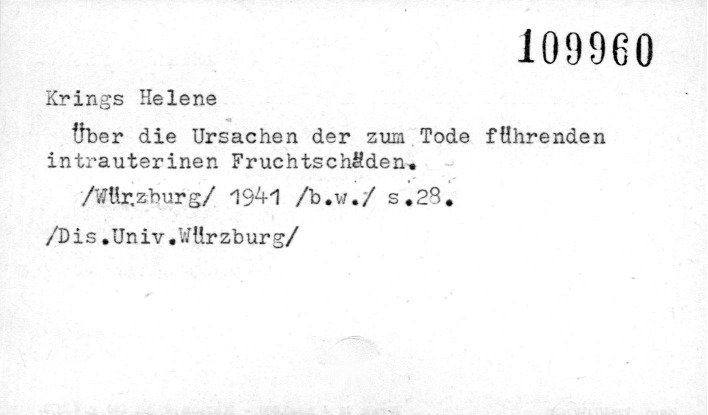 109960
Krings Helene
Über die Ursachen der zum Tode führenden
intrauterinen Fruchtschäden.
/Würzburg/ 1941 /b.w./ s.28.
/Dis.Univ.Würzburg/